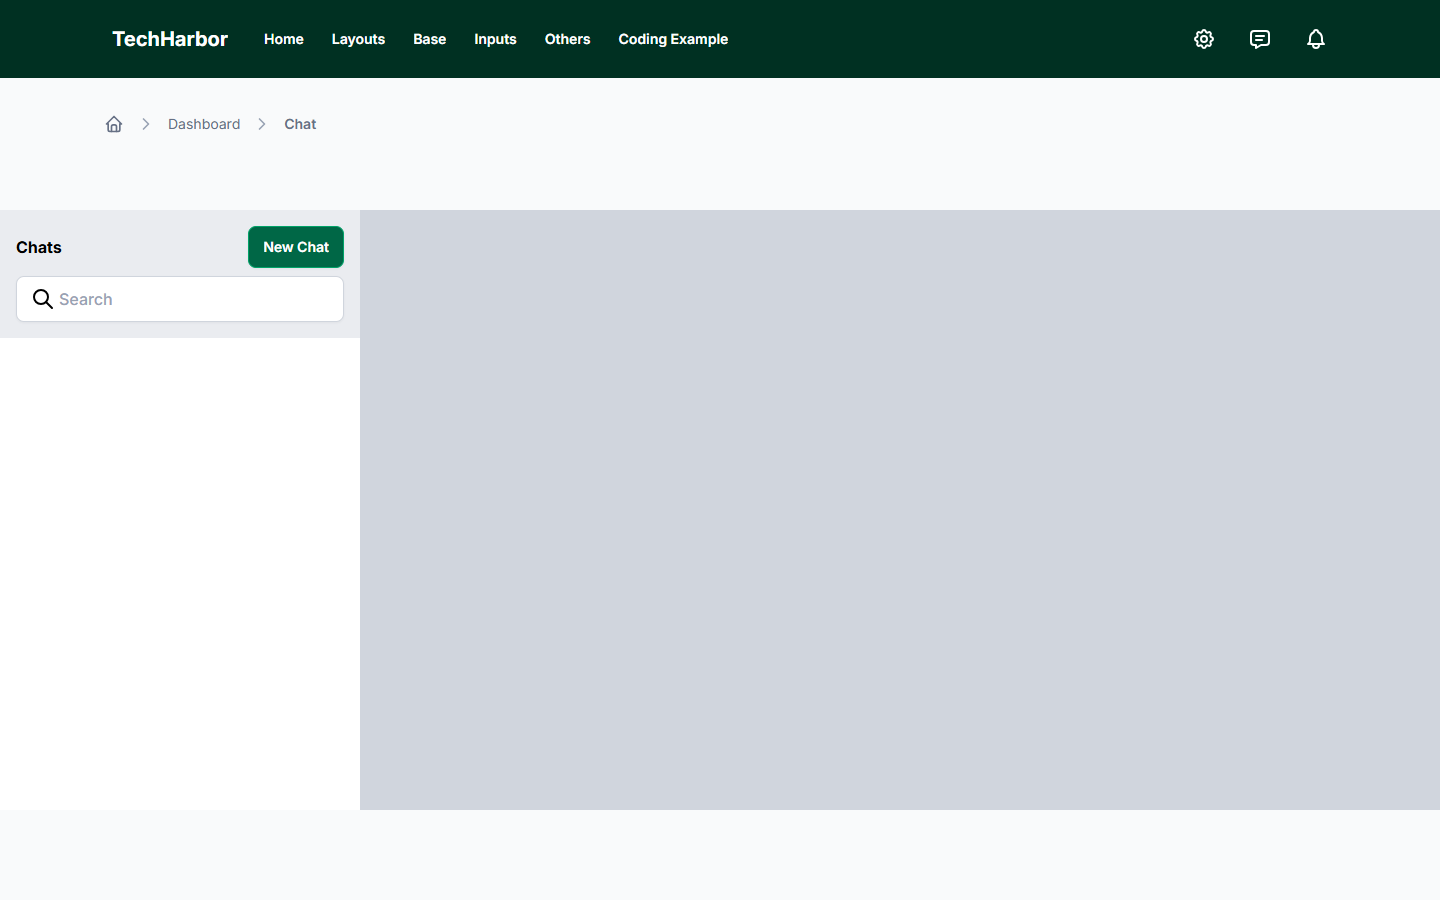 TechHarbor Home Layouts Base Inputs Others Coding Example
Dashboard Chat
Chats New Chat
Search